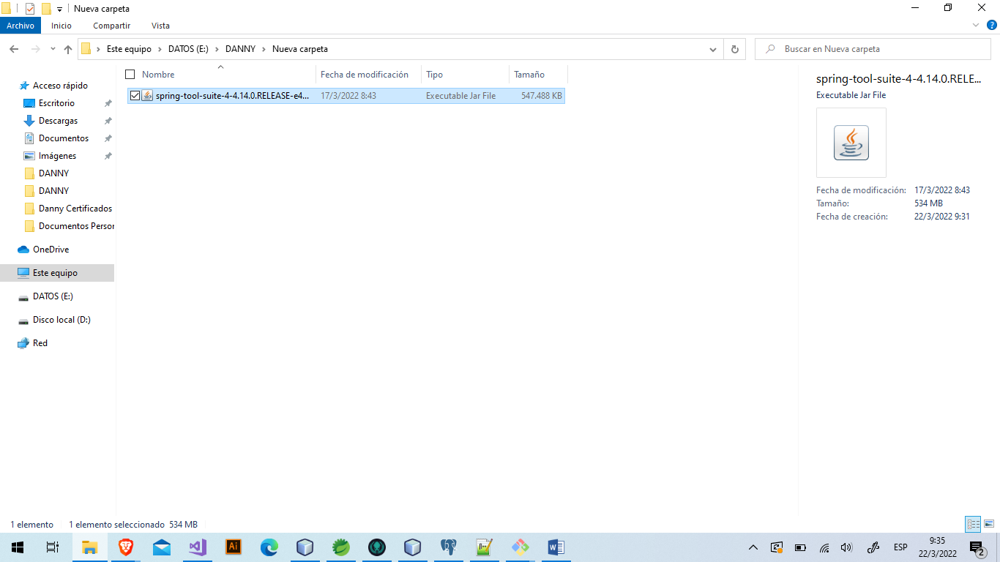 Nueva carpeta
Archivo Inicio Compartir Vista
Este equipo DATOS (E:) DANNY Nueva carpeta
Buscar en Nueva carpeta
Acceso rápido
Escritorio
Descargas
Documentos
Imágenes
DANNY
DANNY
Danny Certificados
Documentos Person
OneDrive
Este equipo
DATOS (E:)
Disco local (D:)
Red
Nombre Fecha de modificación Tipo Tamaño
spring-tool-suite-4-4.14.0.RELEASE-e4... 17/3/2022 8:43 Executable Jar File 547.488 KB
spring-tool-suite-4-4.14.0.RELE...
Executable Jar File
Fecha de modificación: 17/3/2022 8:43
Tamaño: 534 MB
Fecha de creación: 22/3/2022 9:31
1 elemento 1 elemento seleccionado 534 MB
Ai
W
ESP
9:35
22/3/2022
2